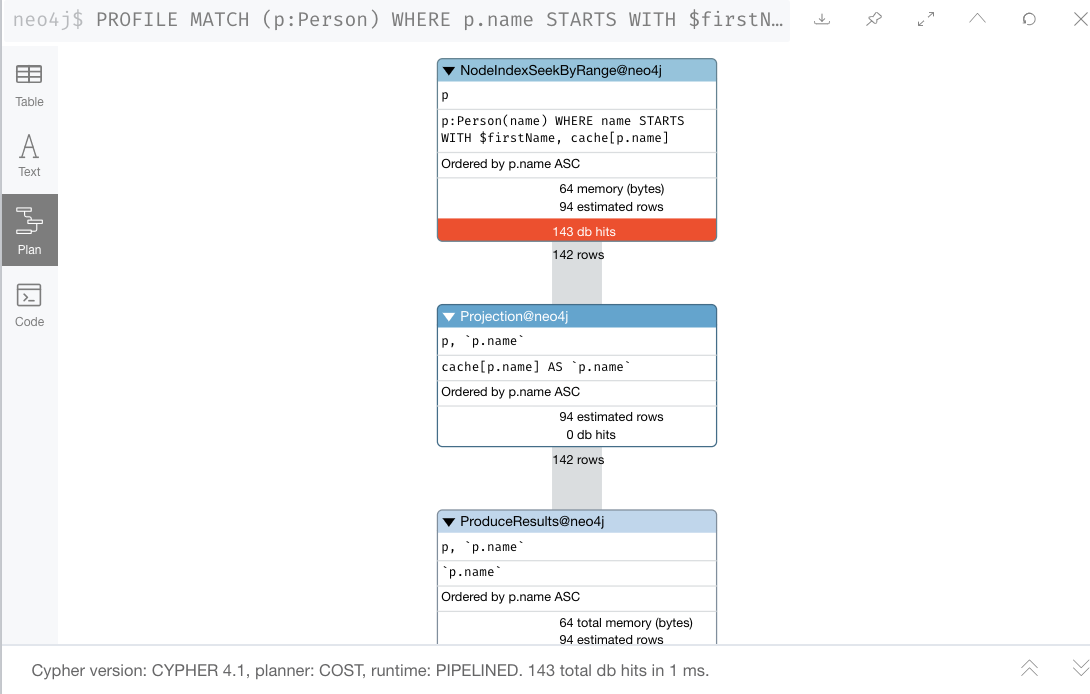 neo4j$ PROFILE MATCH (p:Person) WHERE p.name STARTS WITH $firstN…
Table
Text
Plan
Code
NodeIndexSeekByRange@neo4j
p
p:Person(name) WHERE name STARTS
WITH $firstName, cache[p.name]
Ordered by p.name ASC
64 memory (bytes)
94 estimated rows
143 db hits
142 rows
Projection@neo4j
p, `p.name`
cache[p.name] AS `p.name`
Ordered by p.name ASC
94 estimated rows
0 db hits
142 rows
ProduceResults@neo4j
p, `p.name`
`p.name`
Ordered by p.name ASC
64 total memory (bytes)
94 estimated rows
Cypher version: CYPHER 4.1, planner: COST, runtime: PIPELINED. 143 total db hits in 1 ms.